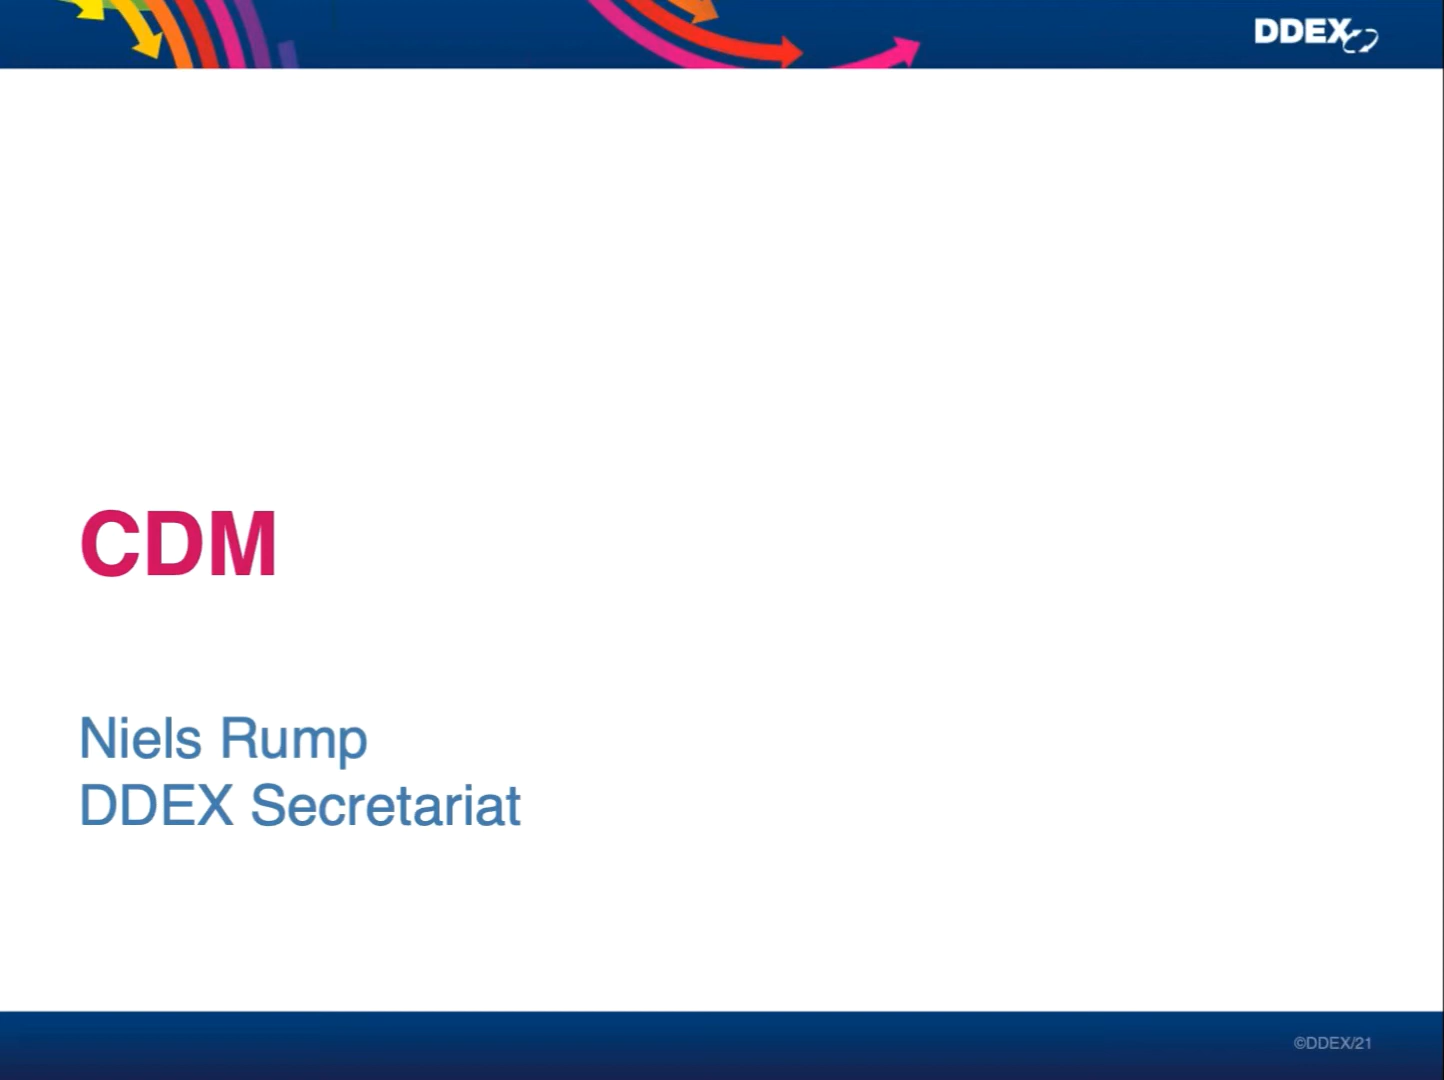 DDEX
CDM
Niels Rump
DDEX Secretariat
©DDEX/21